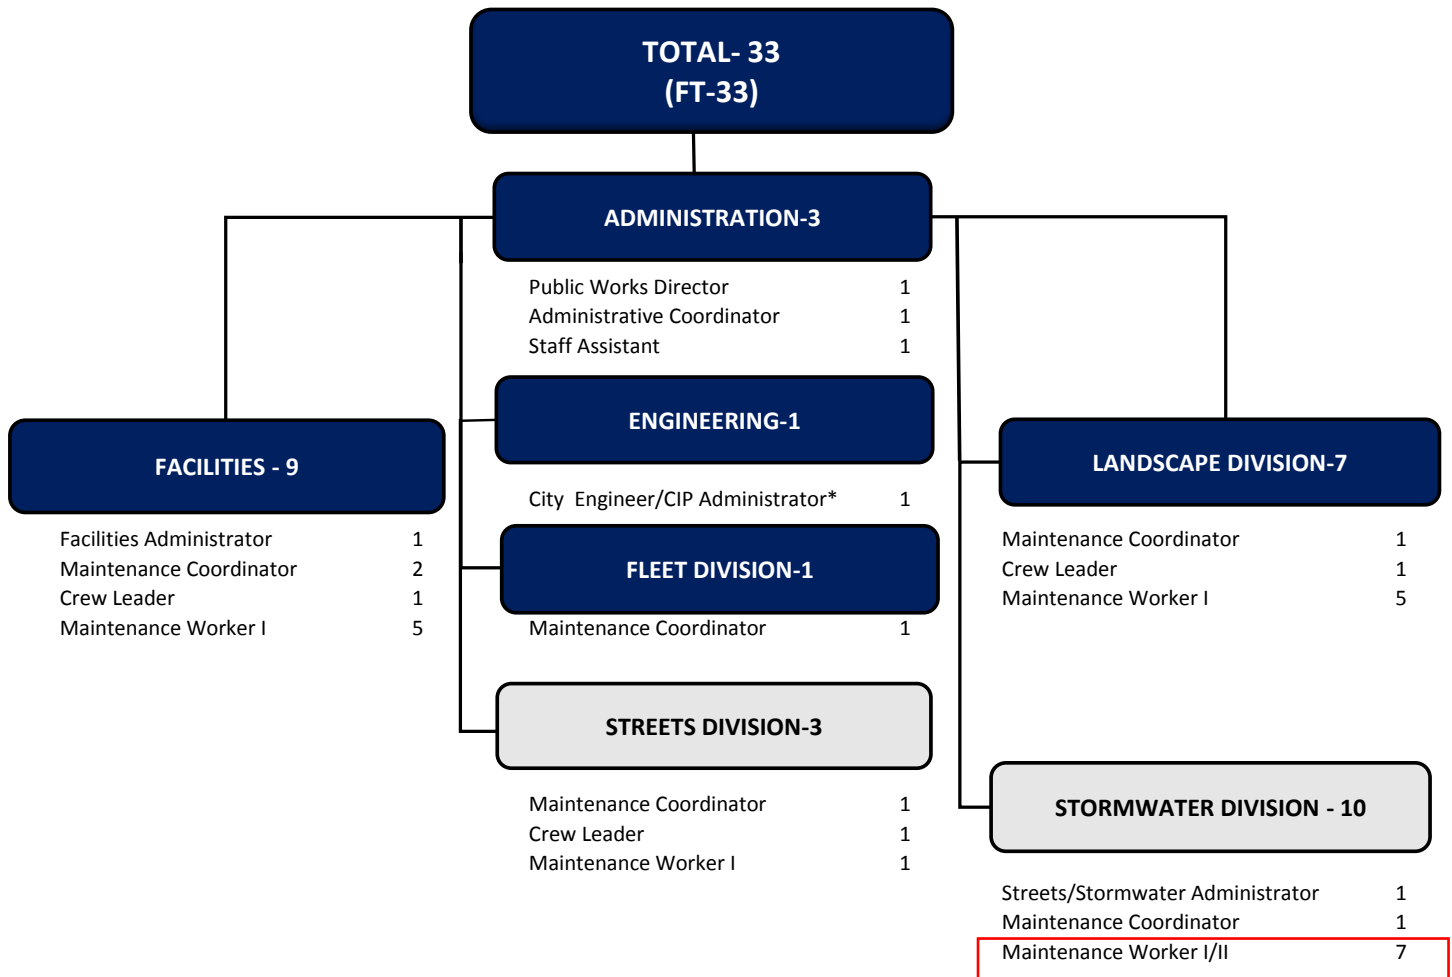 TOTAL- 33
(FT-33)
ADMINISTRATION-3
Public Works Director 1
Administrative Coordinator 1
Staff Assistant 1
ENGINEERING-1
City  Engineer/CIP Administrator* 1
FACILITIES - 9
Facilities Administrator 1
Maintenance Coordinator 2
Crew Leader 1
Maintenance Worker I 5
FLEET DIVISION-1
Maintenance Coordinator 1
STREETS DIVISION-3
Maintenance Coordinator 1
Crew Leader 1
Maintenance Worker I 1
LANDSCAPE DIVISION-7
Maintenance Coordinator 1
Crew Leader 1
Maintenance Worker I 5
STORMWATER DIVISION - 10
Streets/Stormwater Administrator 1
Maintenance Coordinator 1
Maintenance Worker I/II 7